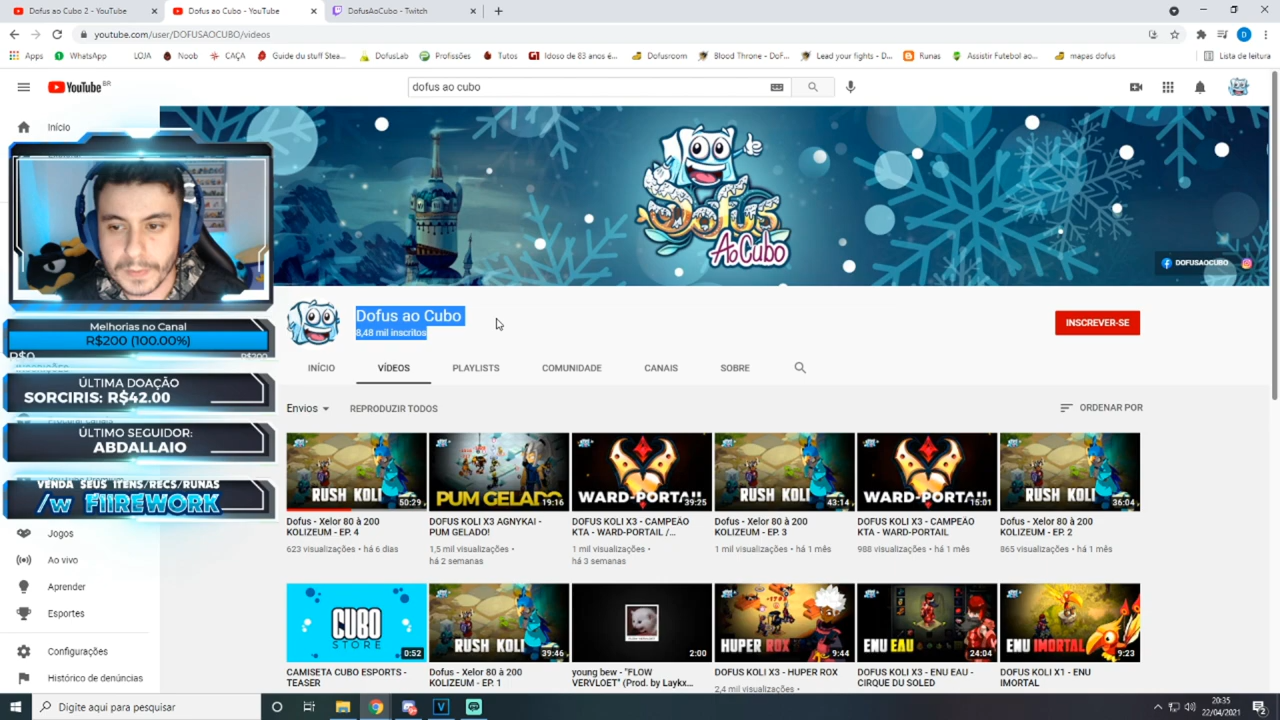 Dofus ao Cubo 2 - YouTube
Dofus ao Cubo - YouTube
DofusAoCubo - Twitch
youtube.com/user/DOFUSAOCUBO/videos
Apps
WhatsApp
LOJA
Noob
CAÇA
Guide du stuff Stea...
DofusLab
Profissões
Tutos
Idoso de 83 anos é...
Dofusroom
Blood Throne - DoF...
Lead your fights - D...
Runas
Assistir Futebol ao...
mapas dofus
Lista de leitura
YouTube BR
dofus ao cubo
Início
Dofus
Ao Cubo
DOFUSAOCUBO
Dofus ao Cubo
8,48 mil inscritos
INSCREVER-SE
Melhorias no Canal
R$200 (100.00%)
R$0
R$200
ÚLTIMA DOAÇÃO
SORCIRIS: R$42.00
ÚLTIMO SEGUIDOR:
ABDALLAIO
VENDA SEUS ITENS/RECS/RUNAS
/W FIIREWORK
INÍCIO
VÍDEOS
PLAYLISTS
COMUNIDADE
CANAIS
SOBRE
Envios
REPRODUZIR TODOS
ORDENAR POR
RUSH KOLI
50:29
PUM GELADO
19:16
WARD-PORTAIL
39:25
RUSH KOLI
43:14
WARD-PORTAIL
15:01
RUSH KOLI
36:04
Dofus - Xelor 80 à 200
KOLIZEUM - EP. 4
623 visualizações • há 6 dias
DOFUS KOLI X3 AGNYKAI -
PUM GELADO!
1,5 mil visualizações •
há 2 semanas
DOFUS KOLI X3 - CAMPEÃO
KTA - WARD-PORTAIL /...
1 mil visualizações •
há 3 semanas
Dofus - Xelor 80 à 200
KOLIZEUM - EP. 3
1 mil visualizações • há 1 mês
DOFUS KOLI X3 - CAMPEÃO
KTA - WARD-PORTAIL
988 visualizações • há 1 mês
Dofus - Xelor 80 à 200
KOLIZEUM - EP. 2
865 visualizações • há 1 mês
Jogos
Ao vivo
Aprender
Esportes
Configurações
Histórico de denúncias
CUBO
STORE
0:52
RUSH KOLI
39:46
2:00
HUPER ROX
9:44
ENU EAU
24:04
ENU IMORTAL
9:23
CAMISETA CUBO ESPORTS -
TEASER
Dofus - Xelor 80 à 200
KOLIZEUM - EP. 1
young bew - "FLOW
VERVLOET" (Prod. by Laykx...
DOFUS KOLI X3 - HUPER ROX
2,4 mil visualizações •
DOFUS KOLI X3 - ENU EAU -
CIRQUE DU SOLED
DOFUS KOLI X1 - ENU
IMORTAL
Digite aqui para pesquisar
20:35
22/04/2021